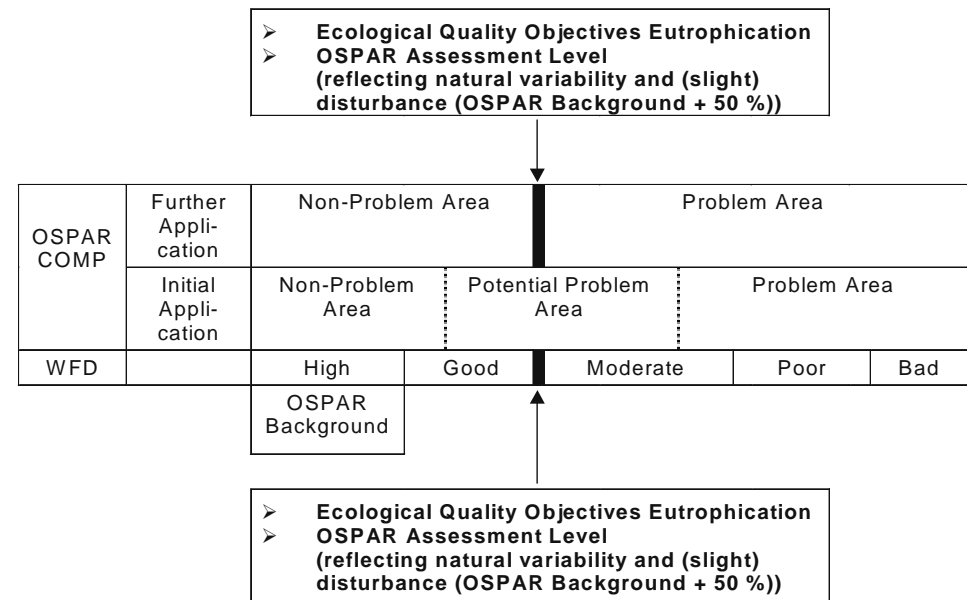 ➢ Ecological Quality Objectives Eutrophication
➢ OSPAR Assessment Level
(reflecting natural variability and (slight)
disturbance (OSPAR Background + 50 %))
OSPAR
COMP
Further
Appli-
cation
Non-Problem Area
Problem Area
Initial
Appli-
cation
Non-Problem
Area
Potential Problem
Area
Problem Area
WFD
High
Good
Moderate
Poor
Bad
OSPAR
Background
➢ Ecological Quality Objectives Eutrophication
➢ OSPAR Assessment Level
(reflecting natural variability and (slight)
disturbance (OSPAR Background + 50 %))